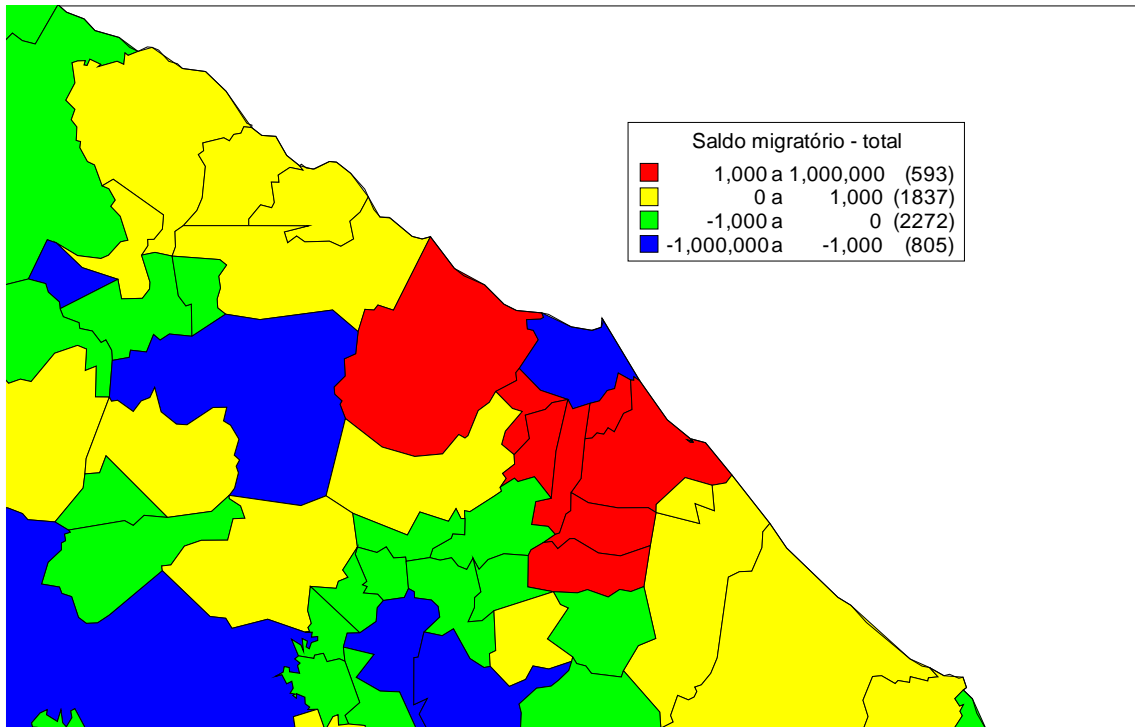 Saldo migratório - total
1,000 a 1,000,000 (593)
0 a 1,000 (1837)
-1,000 a 0 (2272)
-1,000,000 a -1,000 (805)